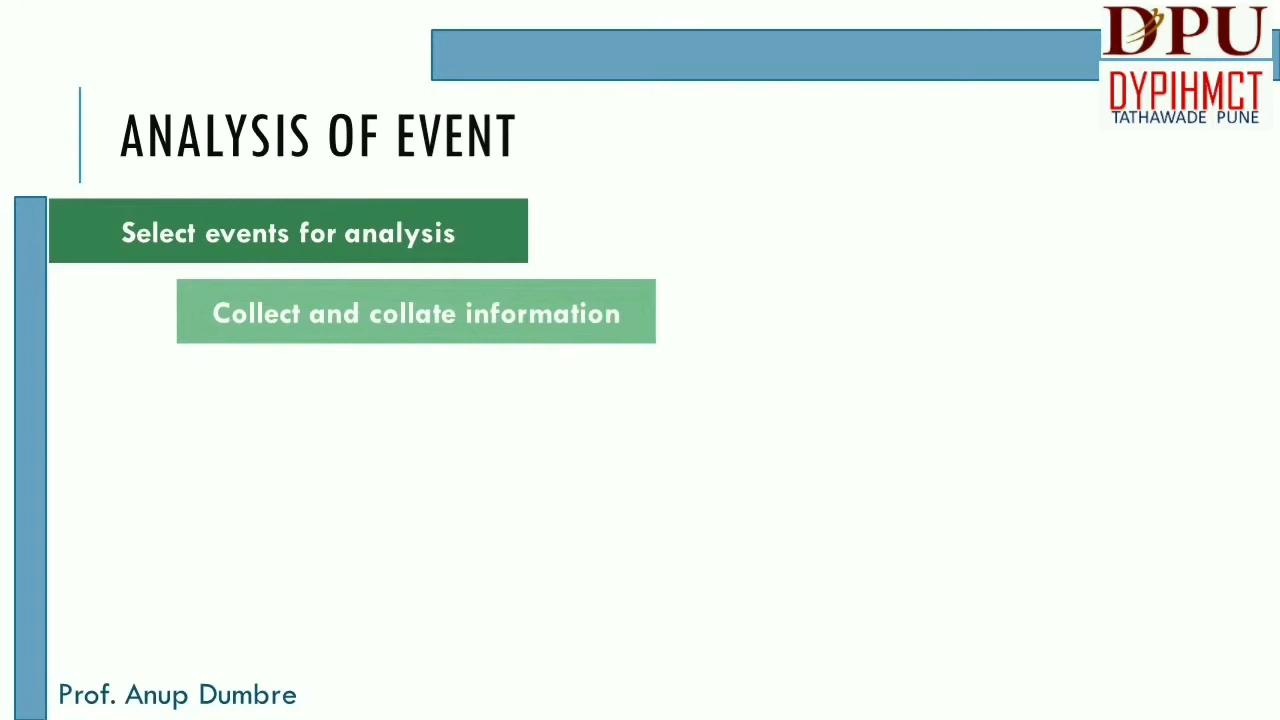 DPU
DYPIHMCT
TATHAWADE PUNE
ANALYSIS OF EVENT
Select events for analysis
Collect and collate information
Prof. Anup Dumbre